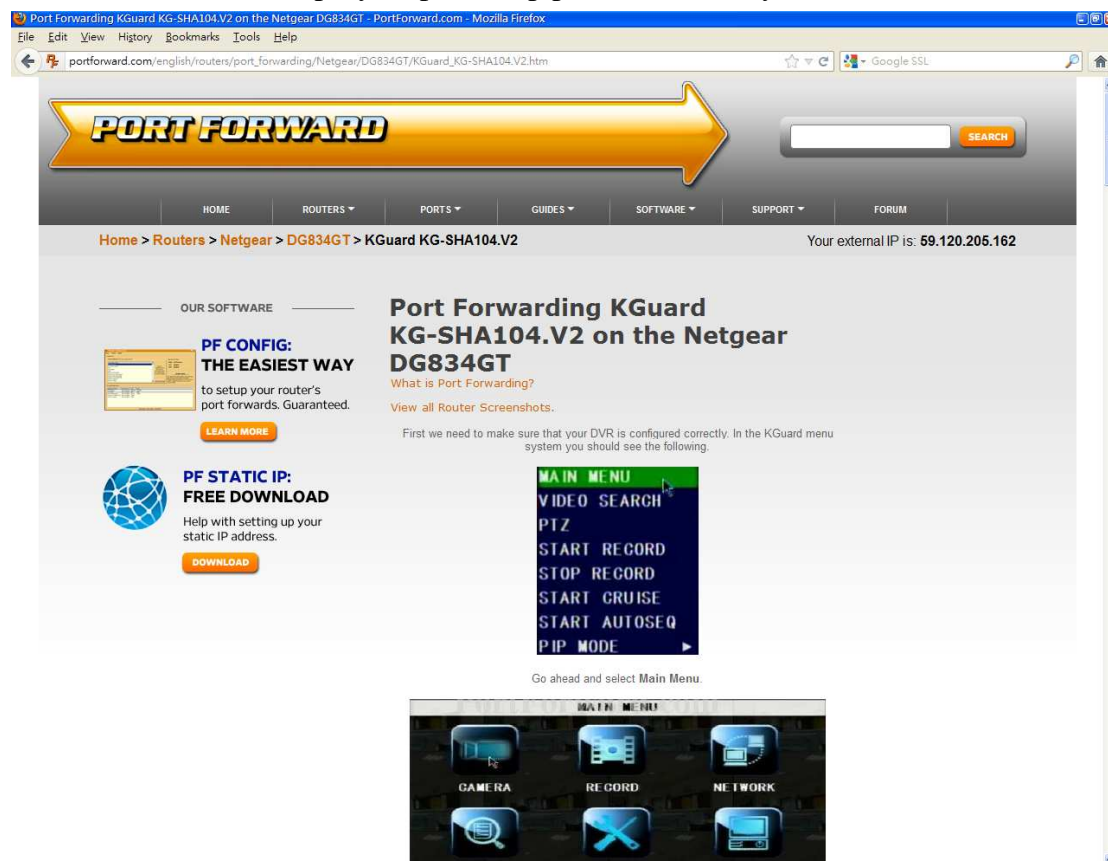 Port Forwarding KGuard KG-SHA104.V2 on the Netgear DG834GT - PortForward.com - Mozilla Firefox
File Edit View History Bookmarks Tools Help
portforward.com/english/routers/port_forwarding/Netgear/DG834GT/KGuard_KG-SHA104.V2.htm
Google SSL
PORT FORWARD
SEARCH
HOME ROUTERS PORTS GUIDES SOFTWARE SUPPORT FORUM
Home > Routers > Netgear > DG834GT > KGuard KG-SHA104.V2
Your external IP is: 59.120.205.162
OUR SOFTWARE
PF CONFIG:
THE EASIEST WAY
to setup your router's
port forwards. Guaranteed.
LEARN MORE
PF STATIC IP:
FREE DOWNLOAD
Help with setting up your
static IP address.
DOWNLOAD
Port Forwarding KGuard
KG-SHA104.V2 on the Netgear
DG834GT
What is Port Forwarding?
View all Router Screenshots.
First we need to make sure that your DVR is configured correctly. In the KGuard menu
system you should see the following.
MAIN MENU
VIDEO SEARCH
PTZ
START RECORD
STOP RECORD
START CRUISE
START AUTOSEQ
PIP MODE
Go ahead and select Main Menu.
MAIN MENU
CAMERA RECORD NETWORK